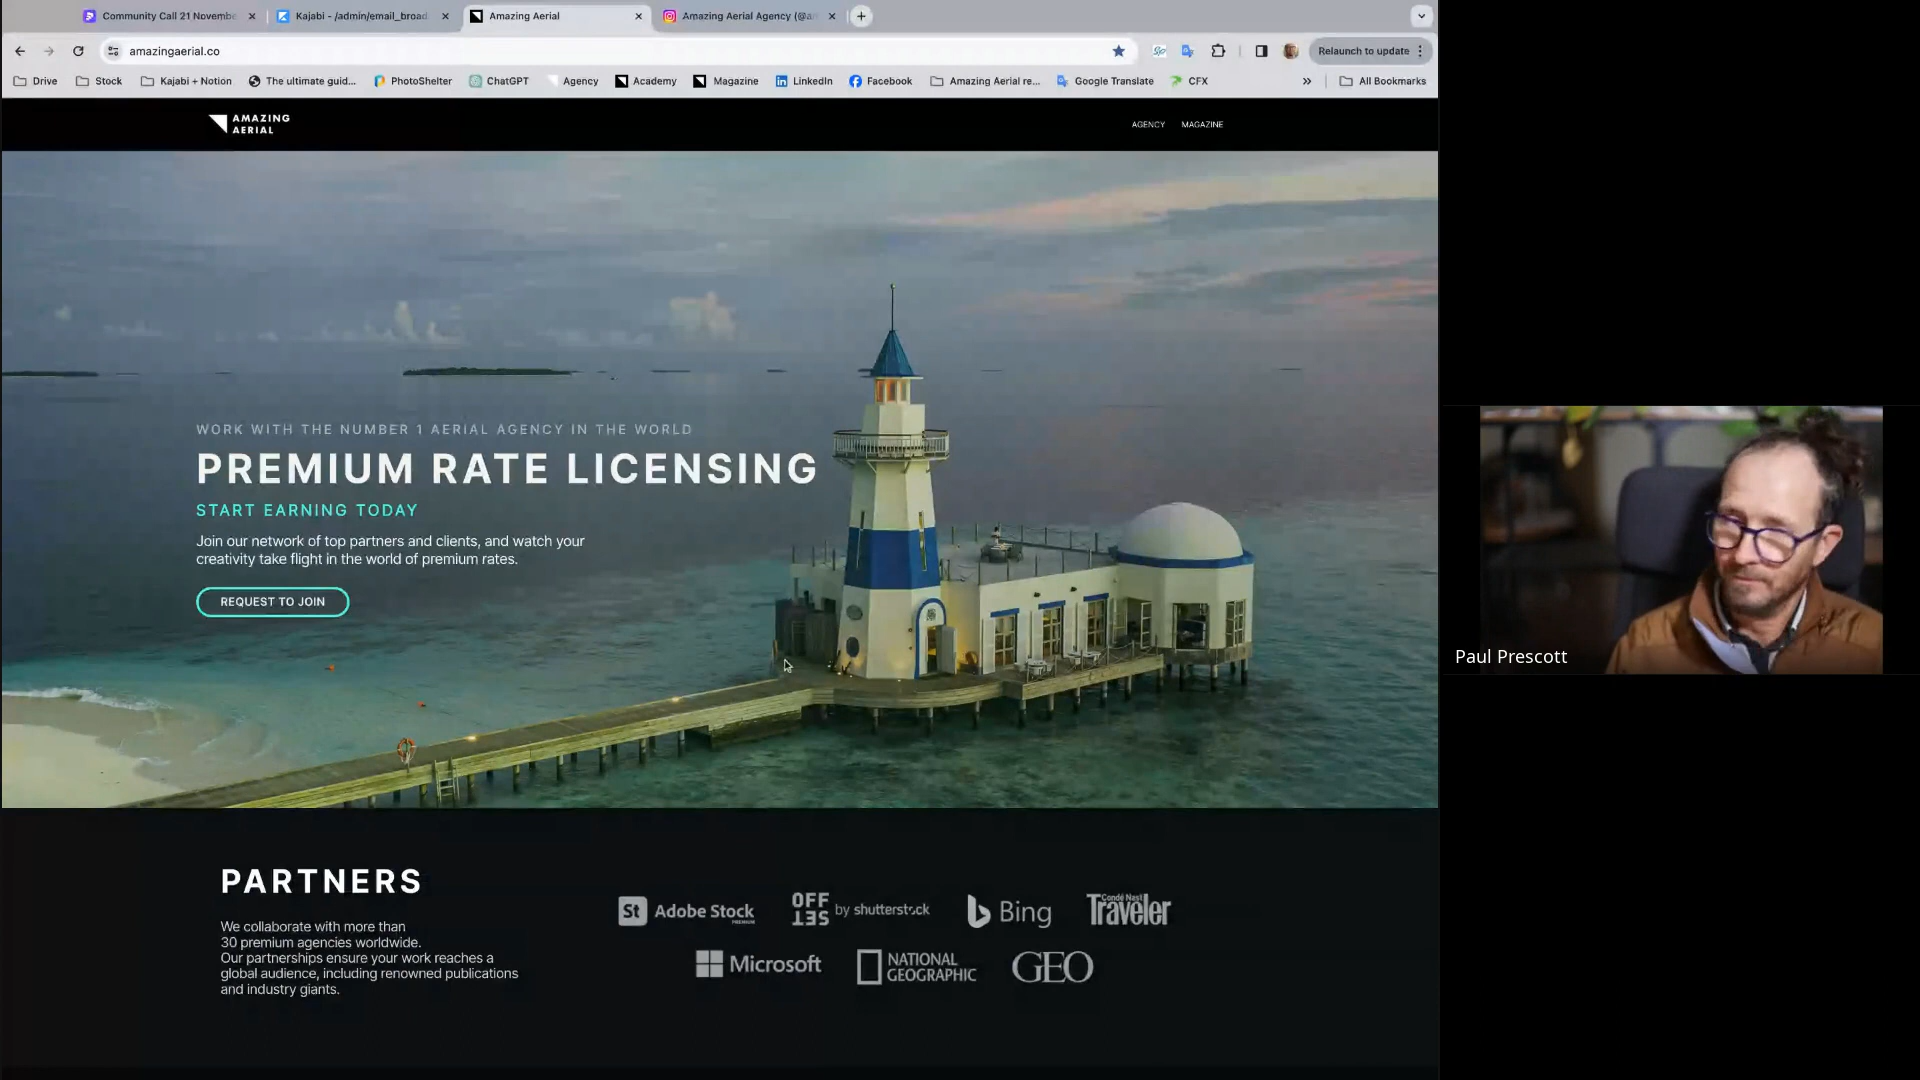 Community Call 21 Novembe
Kajabi - /admin/email_broad
Amazing Aerial
Amazing Aerial Agency (@a
amazingaerial.co
Relaunch to update
Drive
Stock
Kajabi + Notion
The ultimate guid...
PhotoShelter
ChatGPT
Agency
Academy
Magazine
LinkedIn
Facebook
Amazing Aerial re...
Google Translate
CFX
All Bookmarks
AMAZING
AERIAL
AGENCY
MAGAZINE
WORK WITH THE NUMBER 1 AERIAL AGENCY IN THE WORLD
PREMIUM RATE LICENSING
START EARNING TODAY
Join our network of top partners and clients, and watch your
creativity take flight in the world of premium rates.
REQUEST TO JOIN
Paul Prescott
PARTNERS
We collaborate with more than
30 premium agencies worldwide.
Our partnerships ensure your work reaches a
global audience, including renowned publications
and industry giants.
St Adobe Stock
PREMIUM
OFF
SET
by shutterstock
Bing
Condé Nast
Traveler
Microsoft
NATIONAL
GEOGRAPHIC
GEO